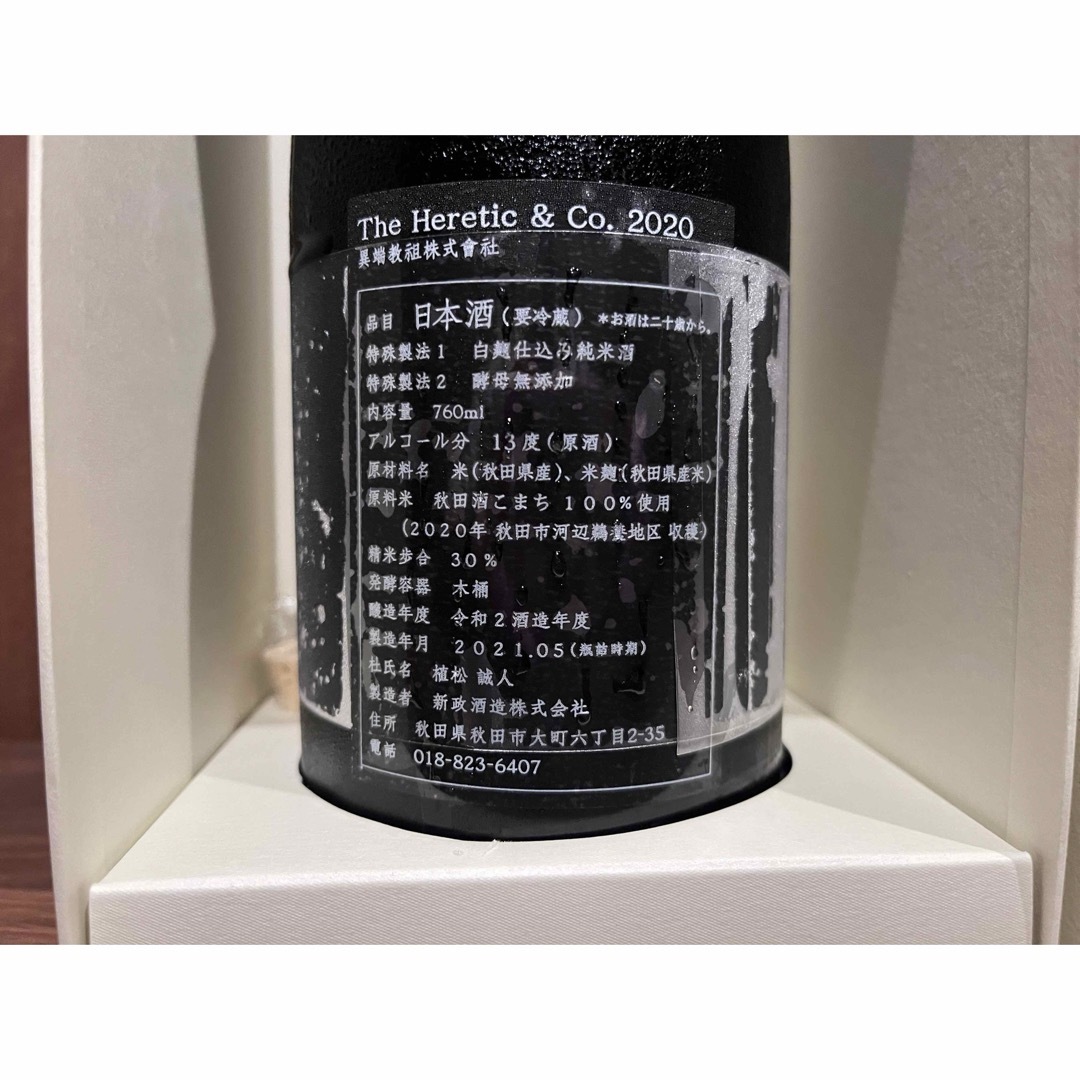 The Heretic & Co. 2020
異端教祖株式會社
品目 日本酒(要冷蔵) *お酒は二十歳から。
特殊製法1 白麹仕込み純米酒
特殊製法2 酵母無添加
内容量 760ml
アルコール分 13度(原酒)
原材料名 米(秋田県産)、米麹(秋田県産米)
原料米 秋田酒こまち 100%使用
(2020年 秋田市河辺鵜養地区 収穫)
精米歩合 30%
発酵容器 木桶
醸造年度 令和2酒造年度
製造年月 2021.05(瓶詰時期)
杜氏名 植松 誠人
製造者 新政酒造株式会社
住所 秋田県秋田市大町六丁目2-35
電話 018-823-6407